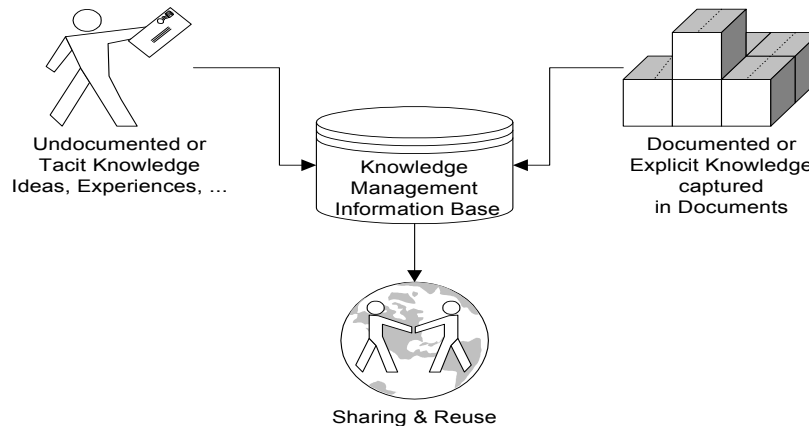 Undocumented or
Tacit Knowledge
Ideas, Experiences, ...
Knowledge
Management
Information Base
Documented or
Explicit Knowledge
captured
in Documents
Sharing & Reuse